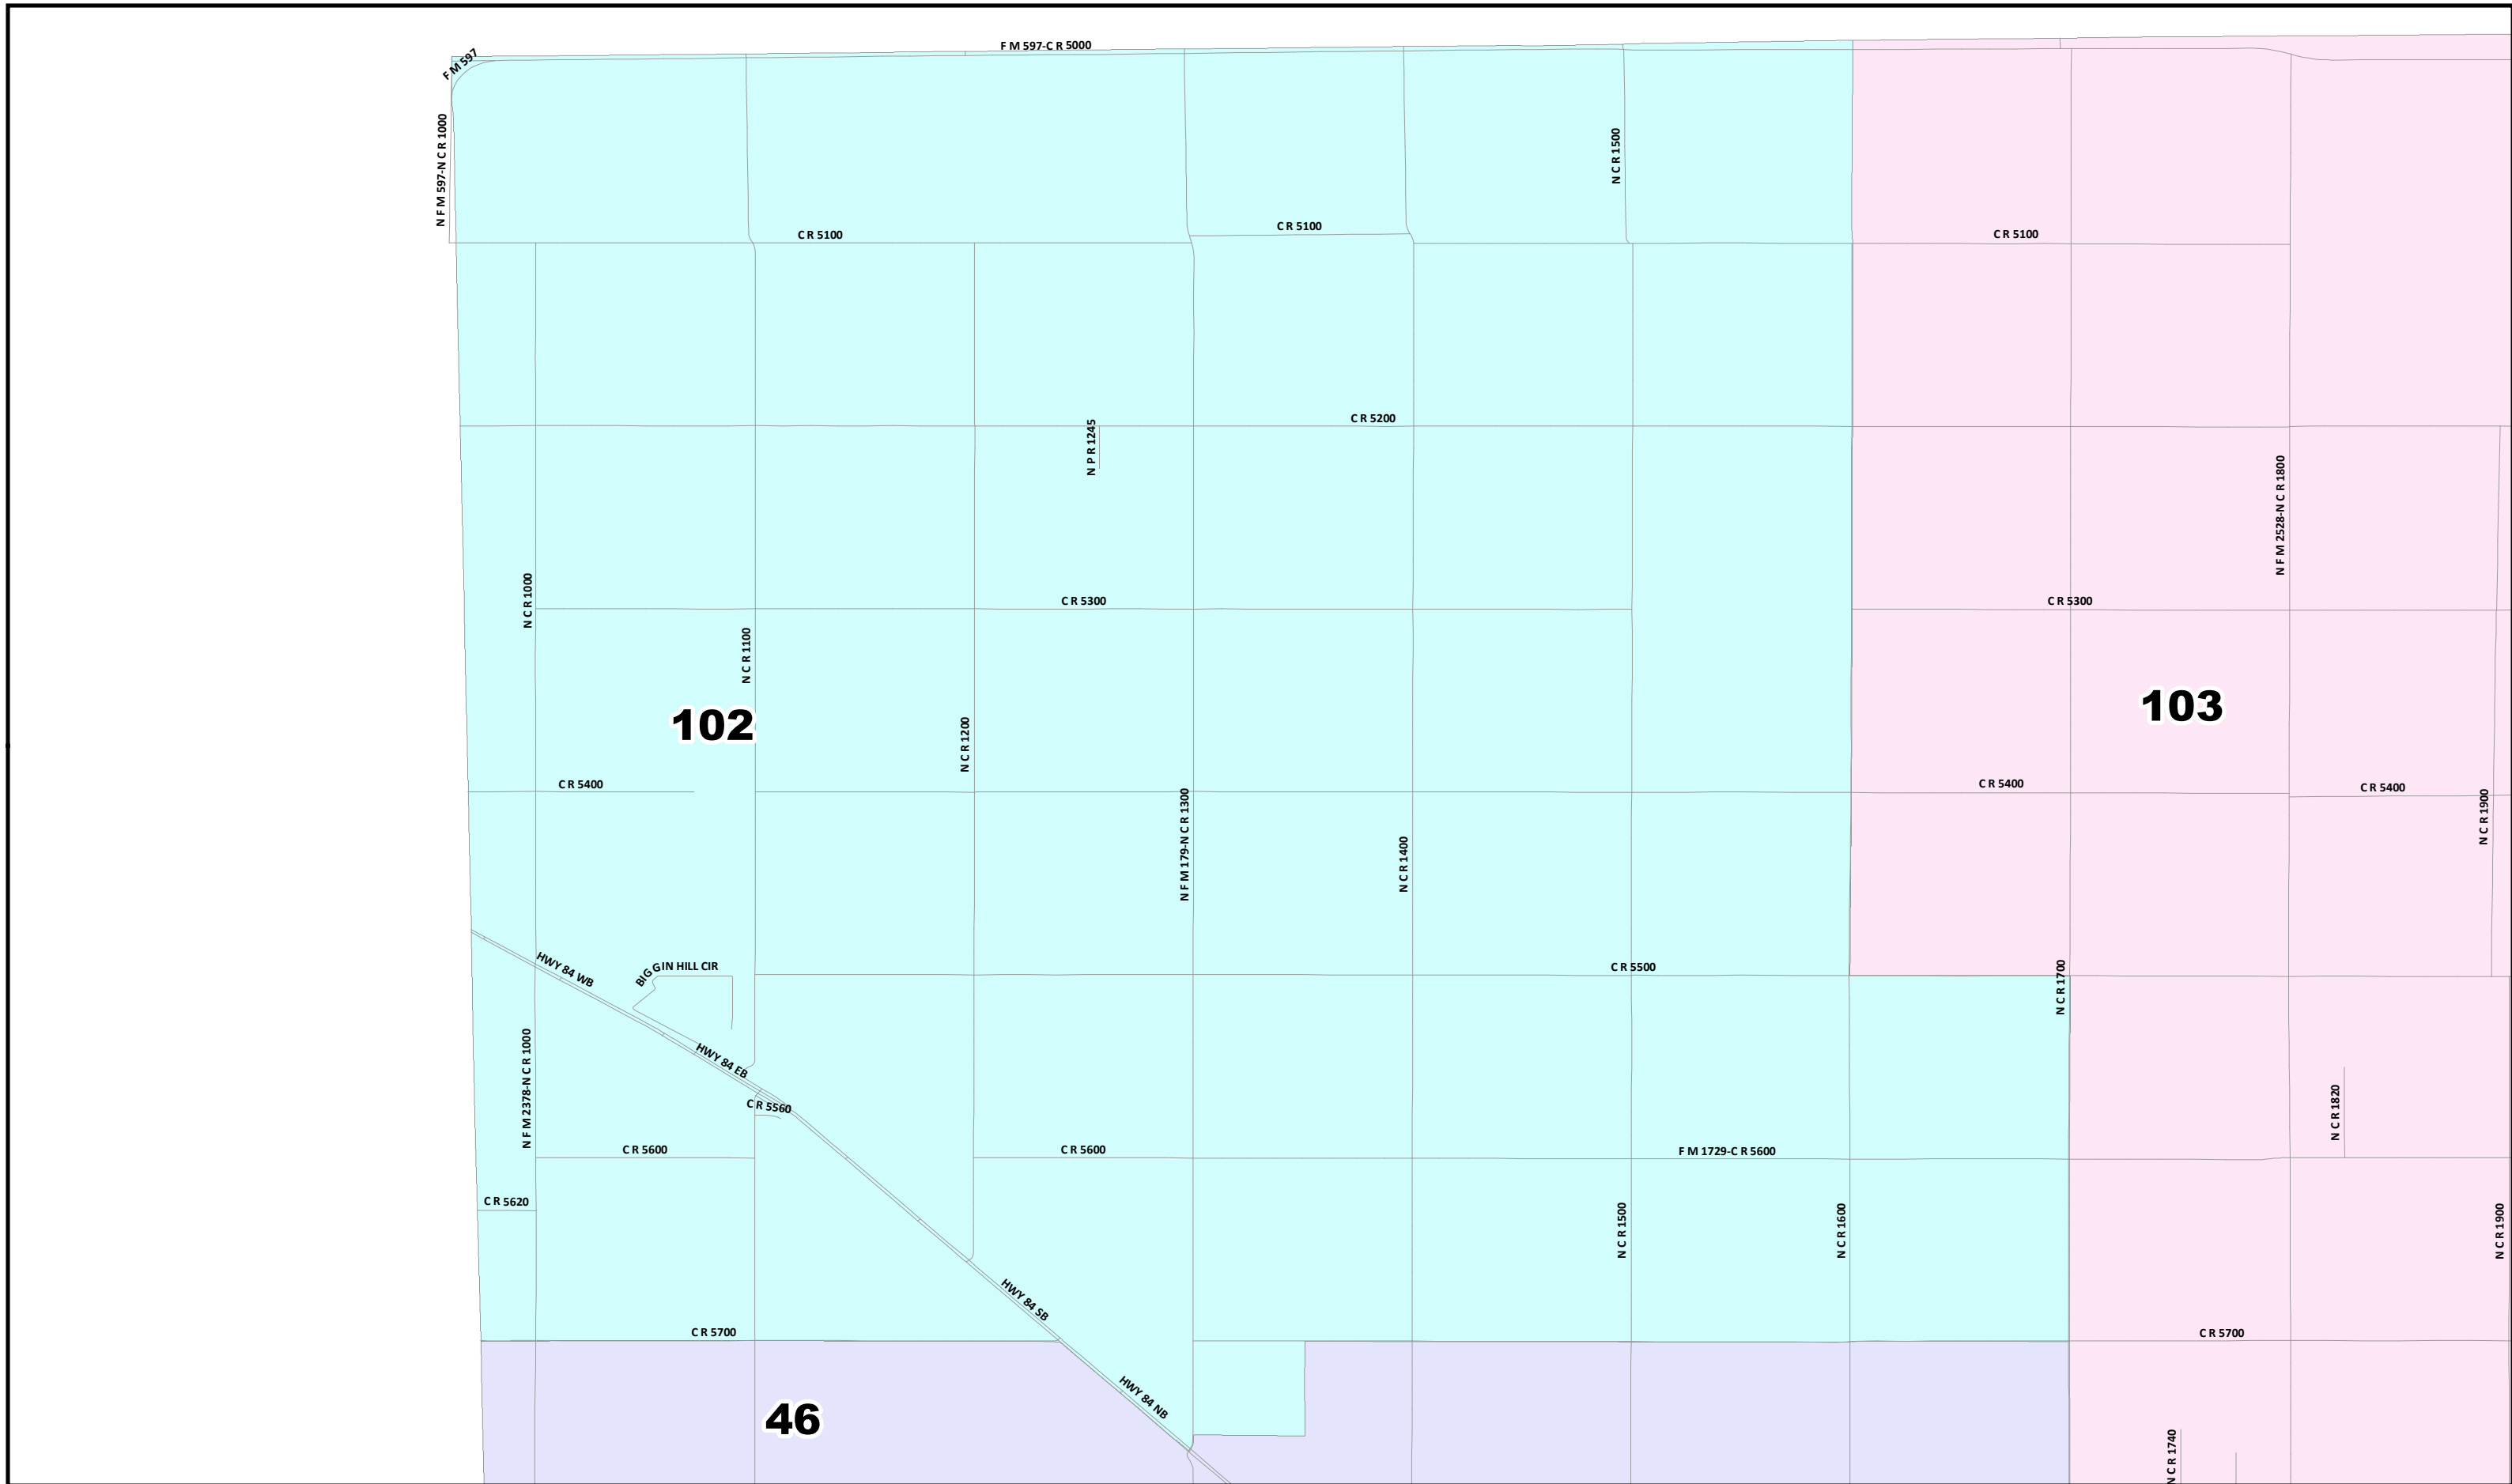 F M 597-C R 5000
F M 597
N F M 597-N C R 1000
N C R 1500
C R 5100
C R 5100
C R 5100
C R 5200
N P R 1245
N F M 2528-N C R 1800
N C R 1000
C R 5300
C R 5300
N C R 1100
102
103
N C R 1200
C R 5400
C R 5400
C R 5400
N F M 179-N C R 1300
N C R 1400
N C R 1900
HWY 84 WB
BIG GIN HILL CIR
C R 5500
N C R 1700
N F M 2378-N C R 1000
HWY 84 EB
C R 5560
N C R 1820
C R 5600
C R 5600
F M 1729-C R 5600
C R 5620
N C R 1500
N C R 1600
N C R 1900
HWY 84 SB
C R 5700
C R 5700
HWY 84 NB
46
N C R 1740